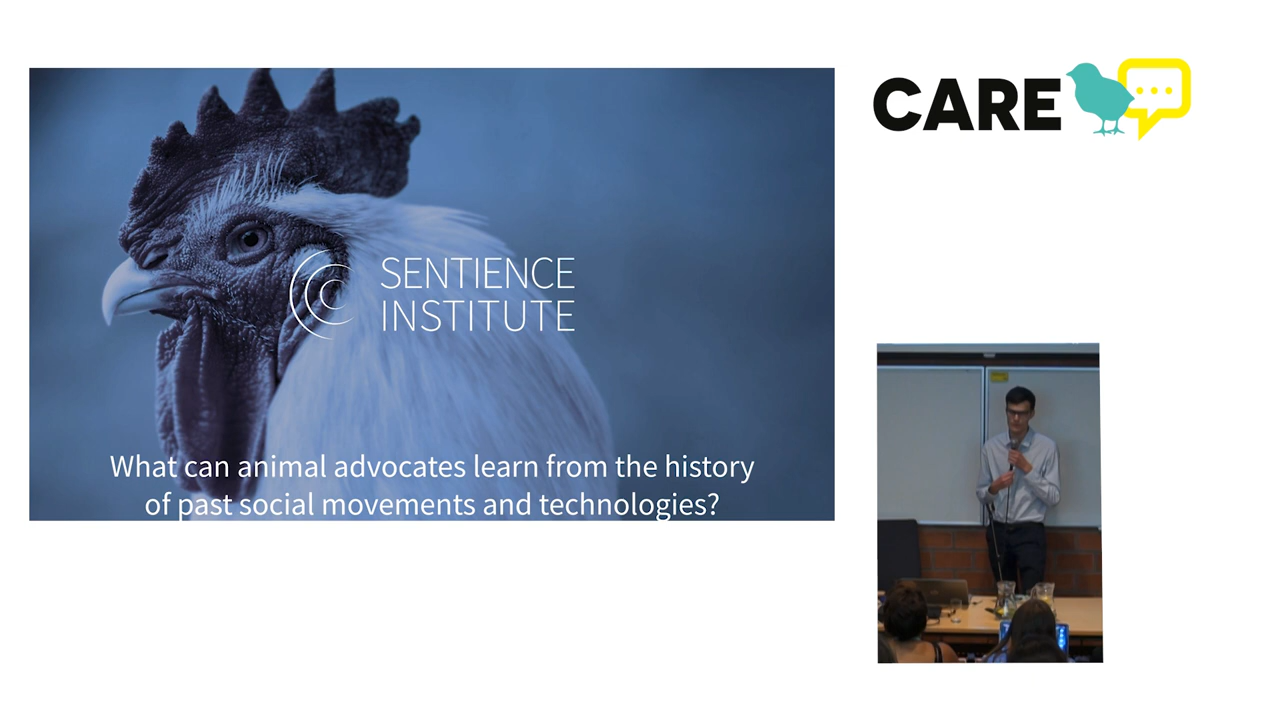 CARE
SENTIENCE
INSTITUTE
What can animal advocates learn from the history
of past social movements and technologies?